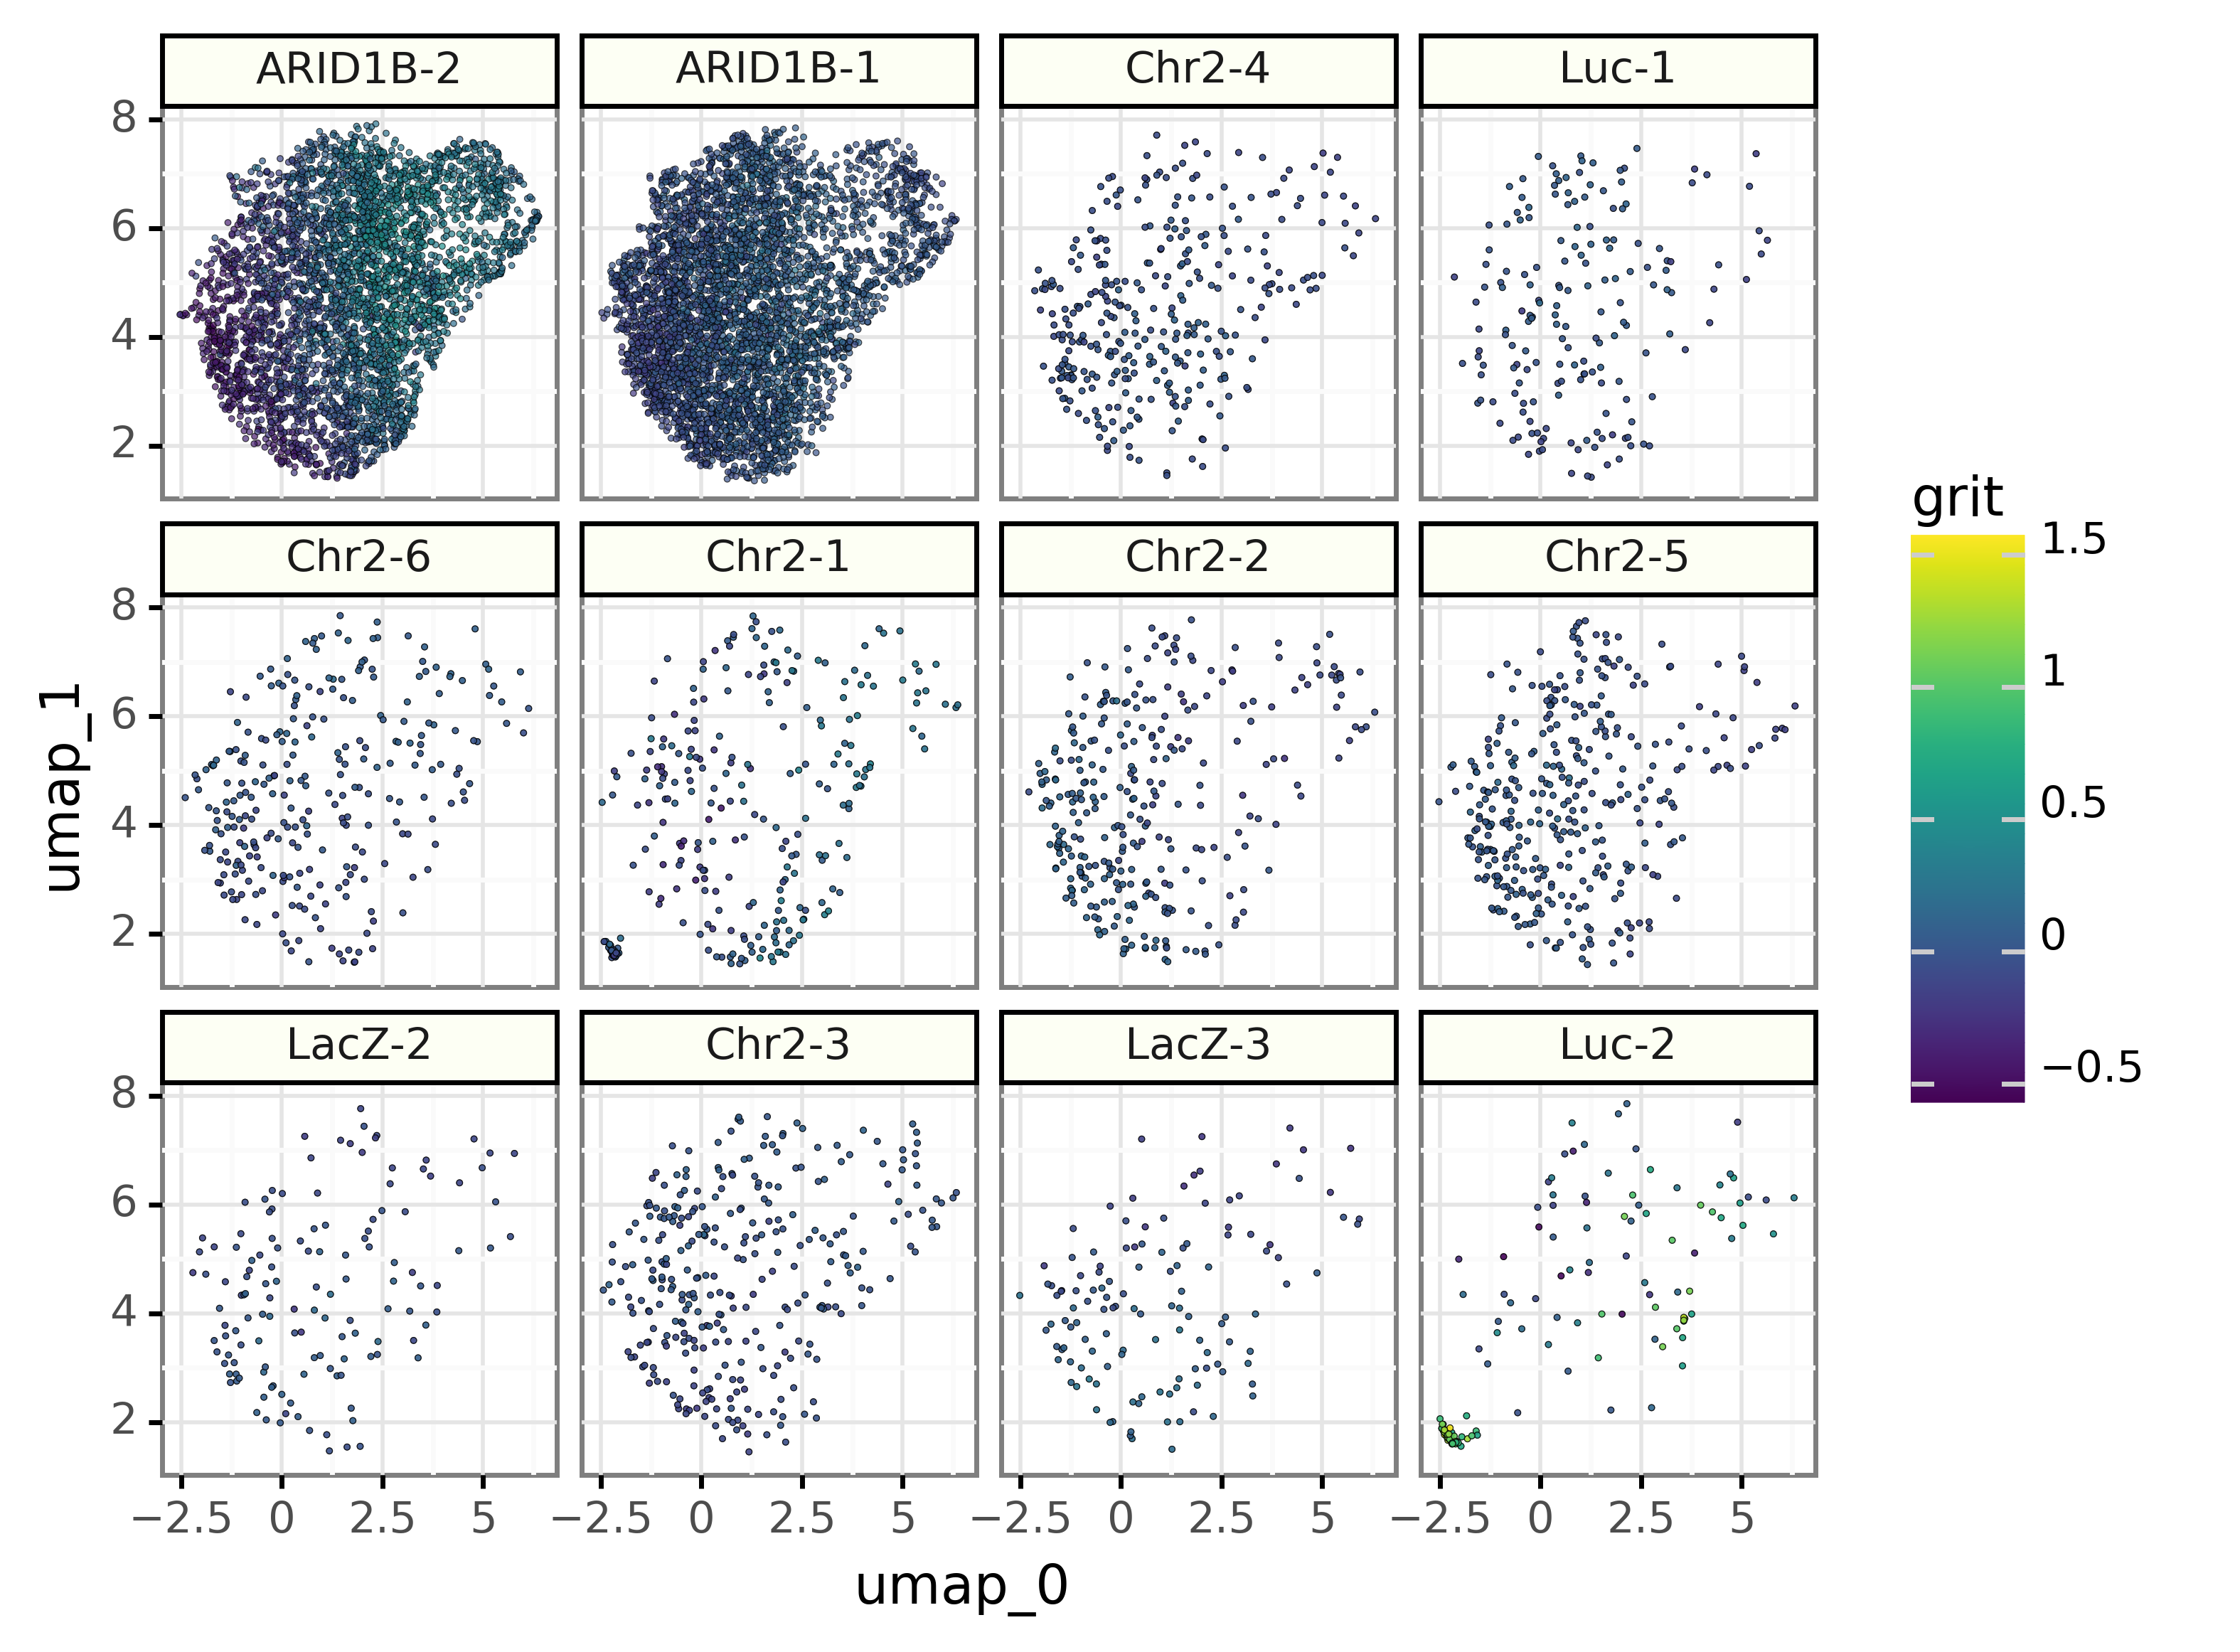 ARID1B-2 ARID1B-1 Chr2-4 Luc-1
8
6
4
2
Chr2-6 Chr2-1 Chr2-2 Chr2-5
8
6
4
2
LacZ-2 Chr2-3 LacZ-3 Luc-2
8
6
4
2
−2.5 0 2.5 5 −2.5 0 2.5 5 −2.5 0 2.5 5 −2.5 0 2.5 5
umap_1
umap_0
grit
1.5
1
0.5
0
−0.5